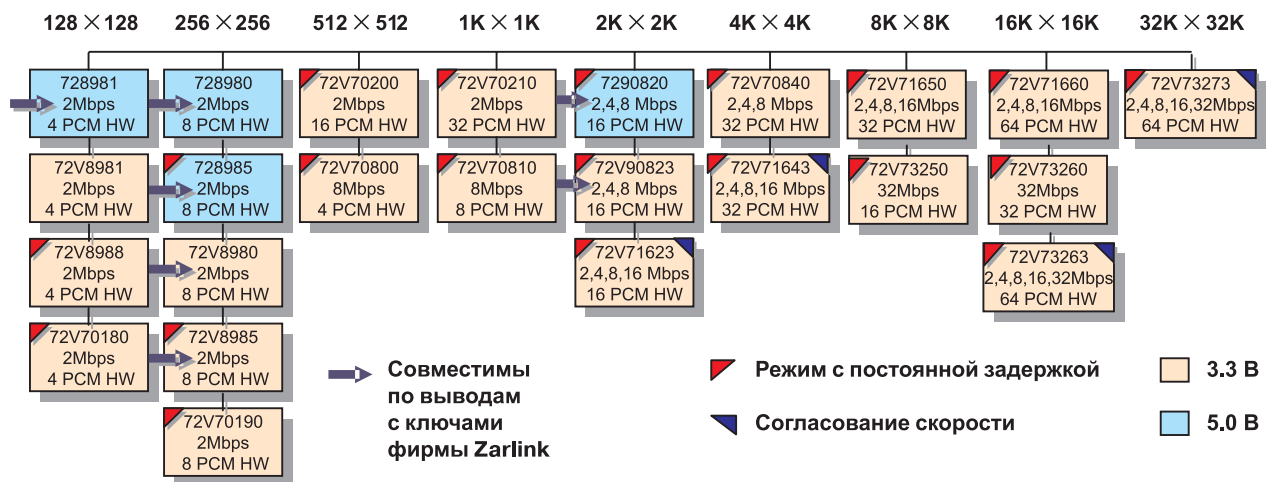 128 × 128
256 × 256
512 × 512
1K × 1K
2K × 2K
4K × 4K
8K × 8K
16K × 16K
32K × 32K
728981
2Mbps
4 PCM HW
728980
2Mbps
8 PCM HW
72V70200
2Mbps
16 PCM HW
72V70210
2Mbps
32 PCM HW
7290820
2,4,8 Mbps
16 PCM HW
72V70840
2,4,8 Mbps
32 PCM HW
72V71650
2,4,8,16Mbps
32 PCM HW
72V71660
2,4,8,16Mbps
64 PCM HW
72V73273
2,4,8,16,32Mbps
64 PCM HW
72V8981
2Mbps
4 PCM HW
728985
2Mbps
8 PCM HW
72V70800
8Mbps
4 PCM HW
72V70810
8Mbps
8 PCM HW
72V90823
2,4,8 Mbps
16 PCM HW
72V71643
2,4,8,16 Mbps
32 PCM HW
72V73250
32Mbps
16 PCM HW
72V73260
32Mbps
32 PCM HW
72V8988
2Mbps
4 PCM HW
72V8980
2Mbps
8 PCM HW
72V71623
2,4,8,16 Mbps
16 PCM HW
72V73263
2,4,8,16,32Mbps
64 PCM HW
72V70180
2Mbps
4 PCM HW
72V8985
2Mbps
8 PCM HW
72V70190
2Mbps
8 PCM HW
Совместимы
по выводам
с ключами
фирмы Zarlink
Режим с постоянной задержкой
Согласование скорости
3.3 В
5.0 В